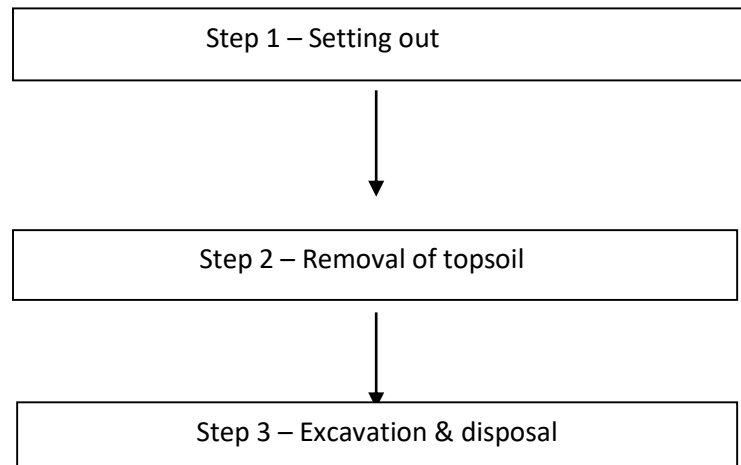 Step 1 – Setting out
Step 2 – Removal of topsoil
Step 3 – Excavation & disposal